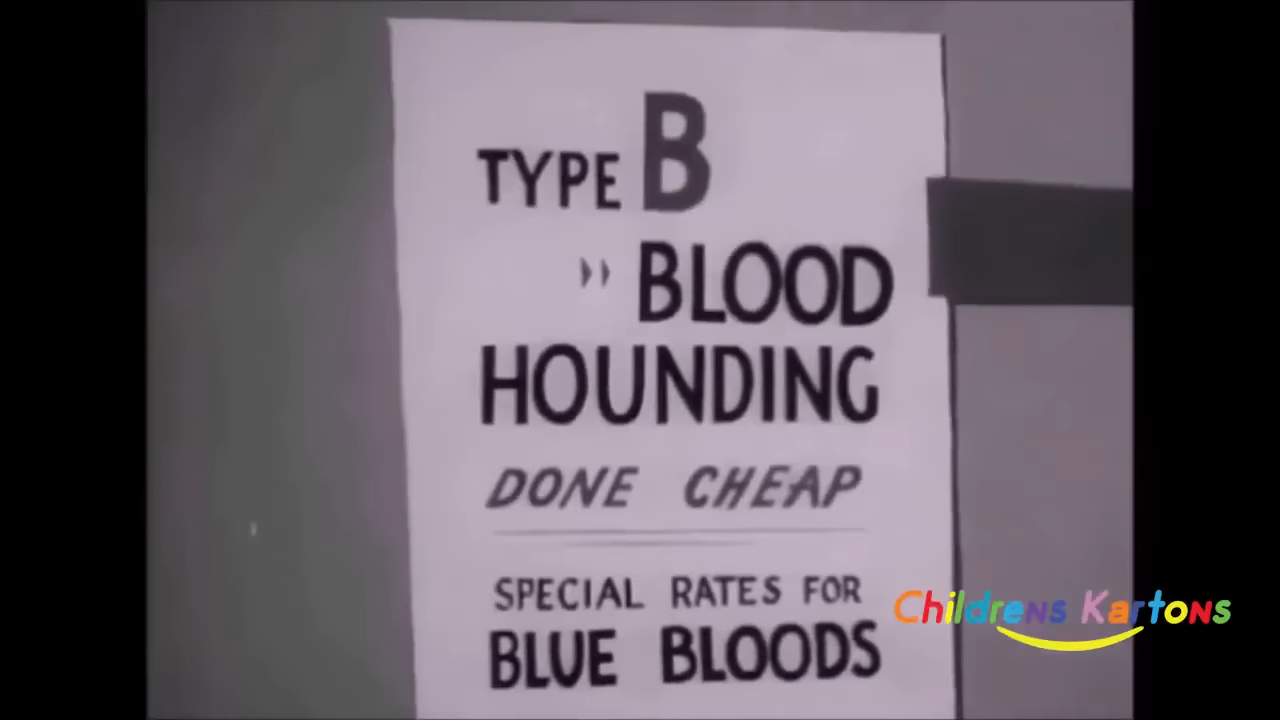 TYPE B
" BLOOD
HOUNDING
DONE CHEAP
SPECIAL RATES FOR
BLUE BLOODS
Childrens Kartons